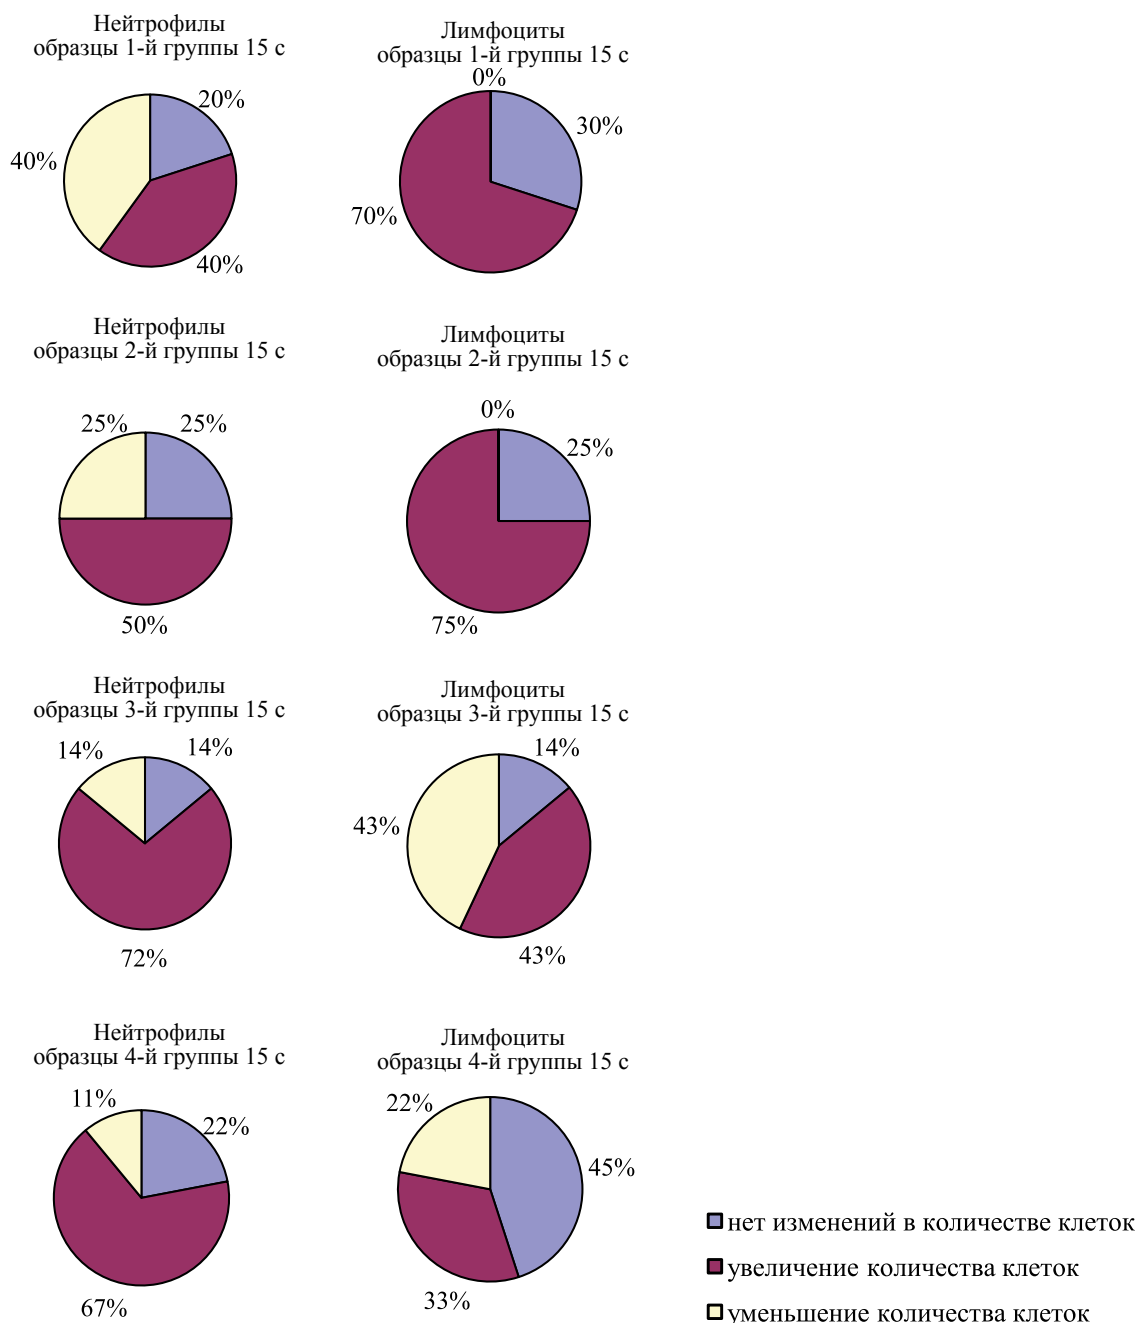 Нейтрофилы
образцы 1-й группы 15 с
20%
40%
40%
Лимфоциты
образцы 1-й группы 15 с
0%
30%
70%
Нейтрофилы
образцы 2-й группы 15 с
25%
25%
50%
Лимфоциты
образцы 2-й группы 15 с
0%
25%
75%
Нейтрофилы
образцы 3-й группы 15 с
14%
14%
72%
Лимфоциты
образцы 3-й группы 15 с
14%
43%
43%
Нейтрофилы
образцы 4-й группы 15 с
11%
22%
67%
Лимфоциты
образцы 4-й группы 15 с
22%
45%
33%
нет изменений в количестве клеток
увеличение количества клеток
уменьшение количества клеток